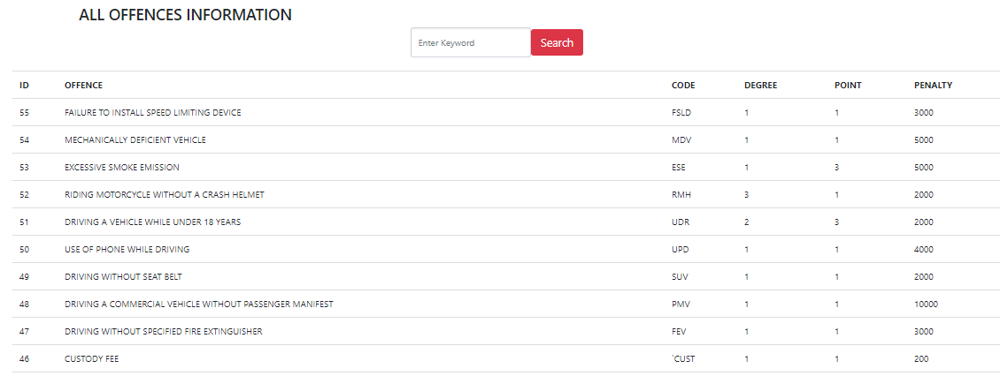 ALL OFFENCES INFORMATION
Enter Keyword Search
ID OFFENCE CODE DEGREE POINT PENALTY
55 FAILURE TO INSTALL SPEED LIMITING DEVICE FSLD 1 1 3000
54 MECHANICALLY DEFICIENT VEHICLE MDV 1 1 5000
53 EXCESSIVE SMOKE EMISSION ESE 1 3 5000
52 RIDING MOTORCYCLE WITHOUT A CRASH HELMET RMH 3 1 2000
51 DRIVING A VEHICLE WHILE UNDER 18 YEARS UDR 2 3 2000
50 USE OF PHONE WHILE DRIVING UPD 1 1 4000
49 DRIVING WITHOUT SEAT BELT SUV 1 1 2000
48 DRIVING A COMMERCIAL VEHICLE WITHOUT PASSENGER MANIFEST PMV 1 1 10000
47 DRIVING WITHOUT SPECIFIED FIRE EXTINGUISHER FEV 1 1 3000
46 CUSTODY FEE `CUST 1 1 200